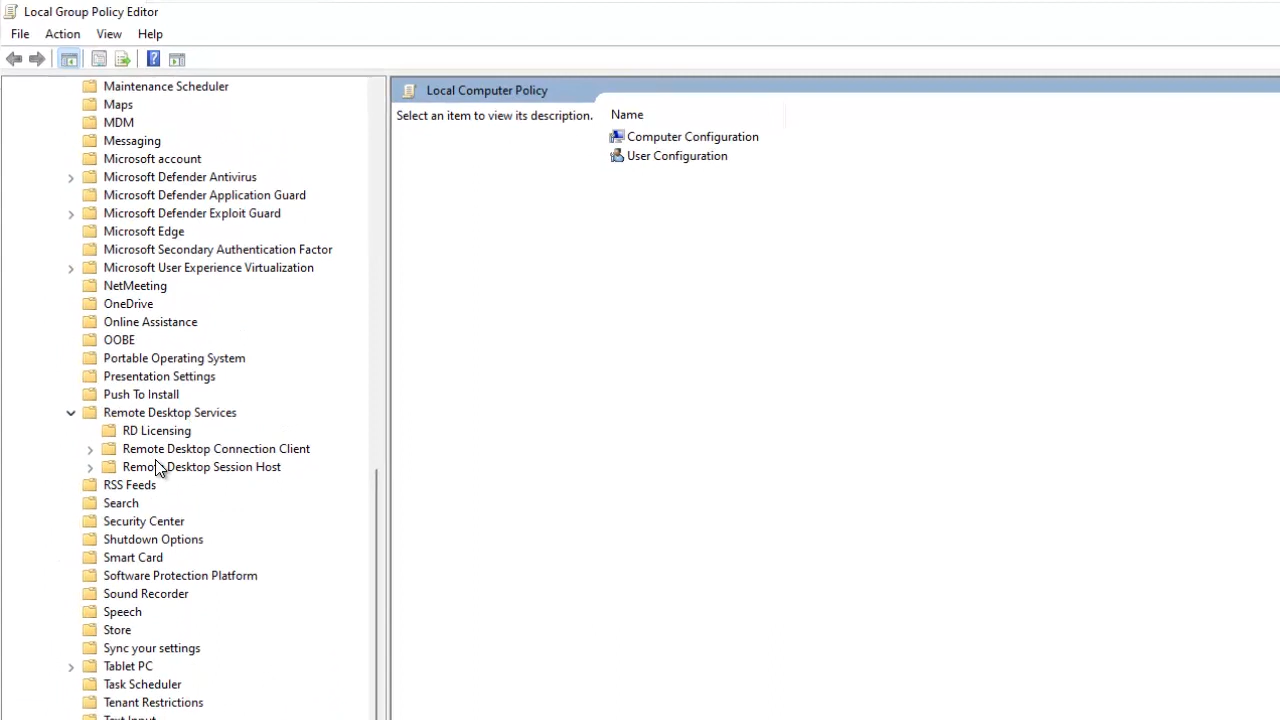 Local Group Policy Editor
File Action View Help
Maintenance Scheduler
Maps
MDM
Messaging
Microsoft account
Microsoft Defender Antivirus
Microsoft Defender Application Guard
Microsoft Defender Exploit Guard
Microsoft Edge
Microsoft Secondary Authentication Factor
Microsoft User Experience Virtualization
NetMeeting
OneDrive
Online Assistance
OOBE
Portable Operating System
Presentation Settings
Push To Install
Remote Desktop Services
RD Licensing
Remote Desktop Connection Client
Remote Desktop Session Host
RSS Feeds
Search
Security Center
Shutdown Options
Smart Card
Software Protection Platform
Sound Recorder
Speech
Store
Sync your settings
Tablet PC
Task Scheduler
Tenant Restrictions
Text Input
Local Computer Policy
Select an item to view its description.
Name
Computer Configuration
User Configuration